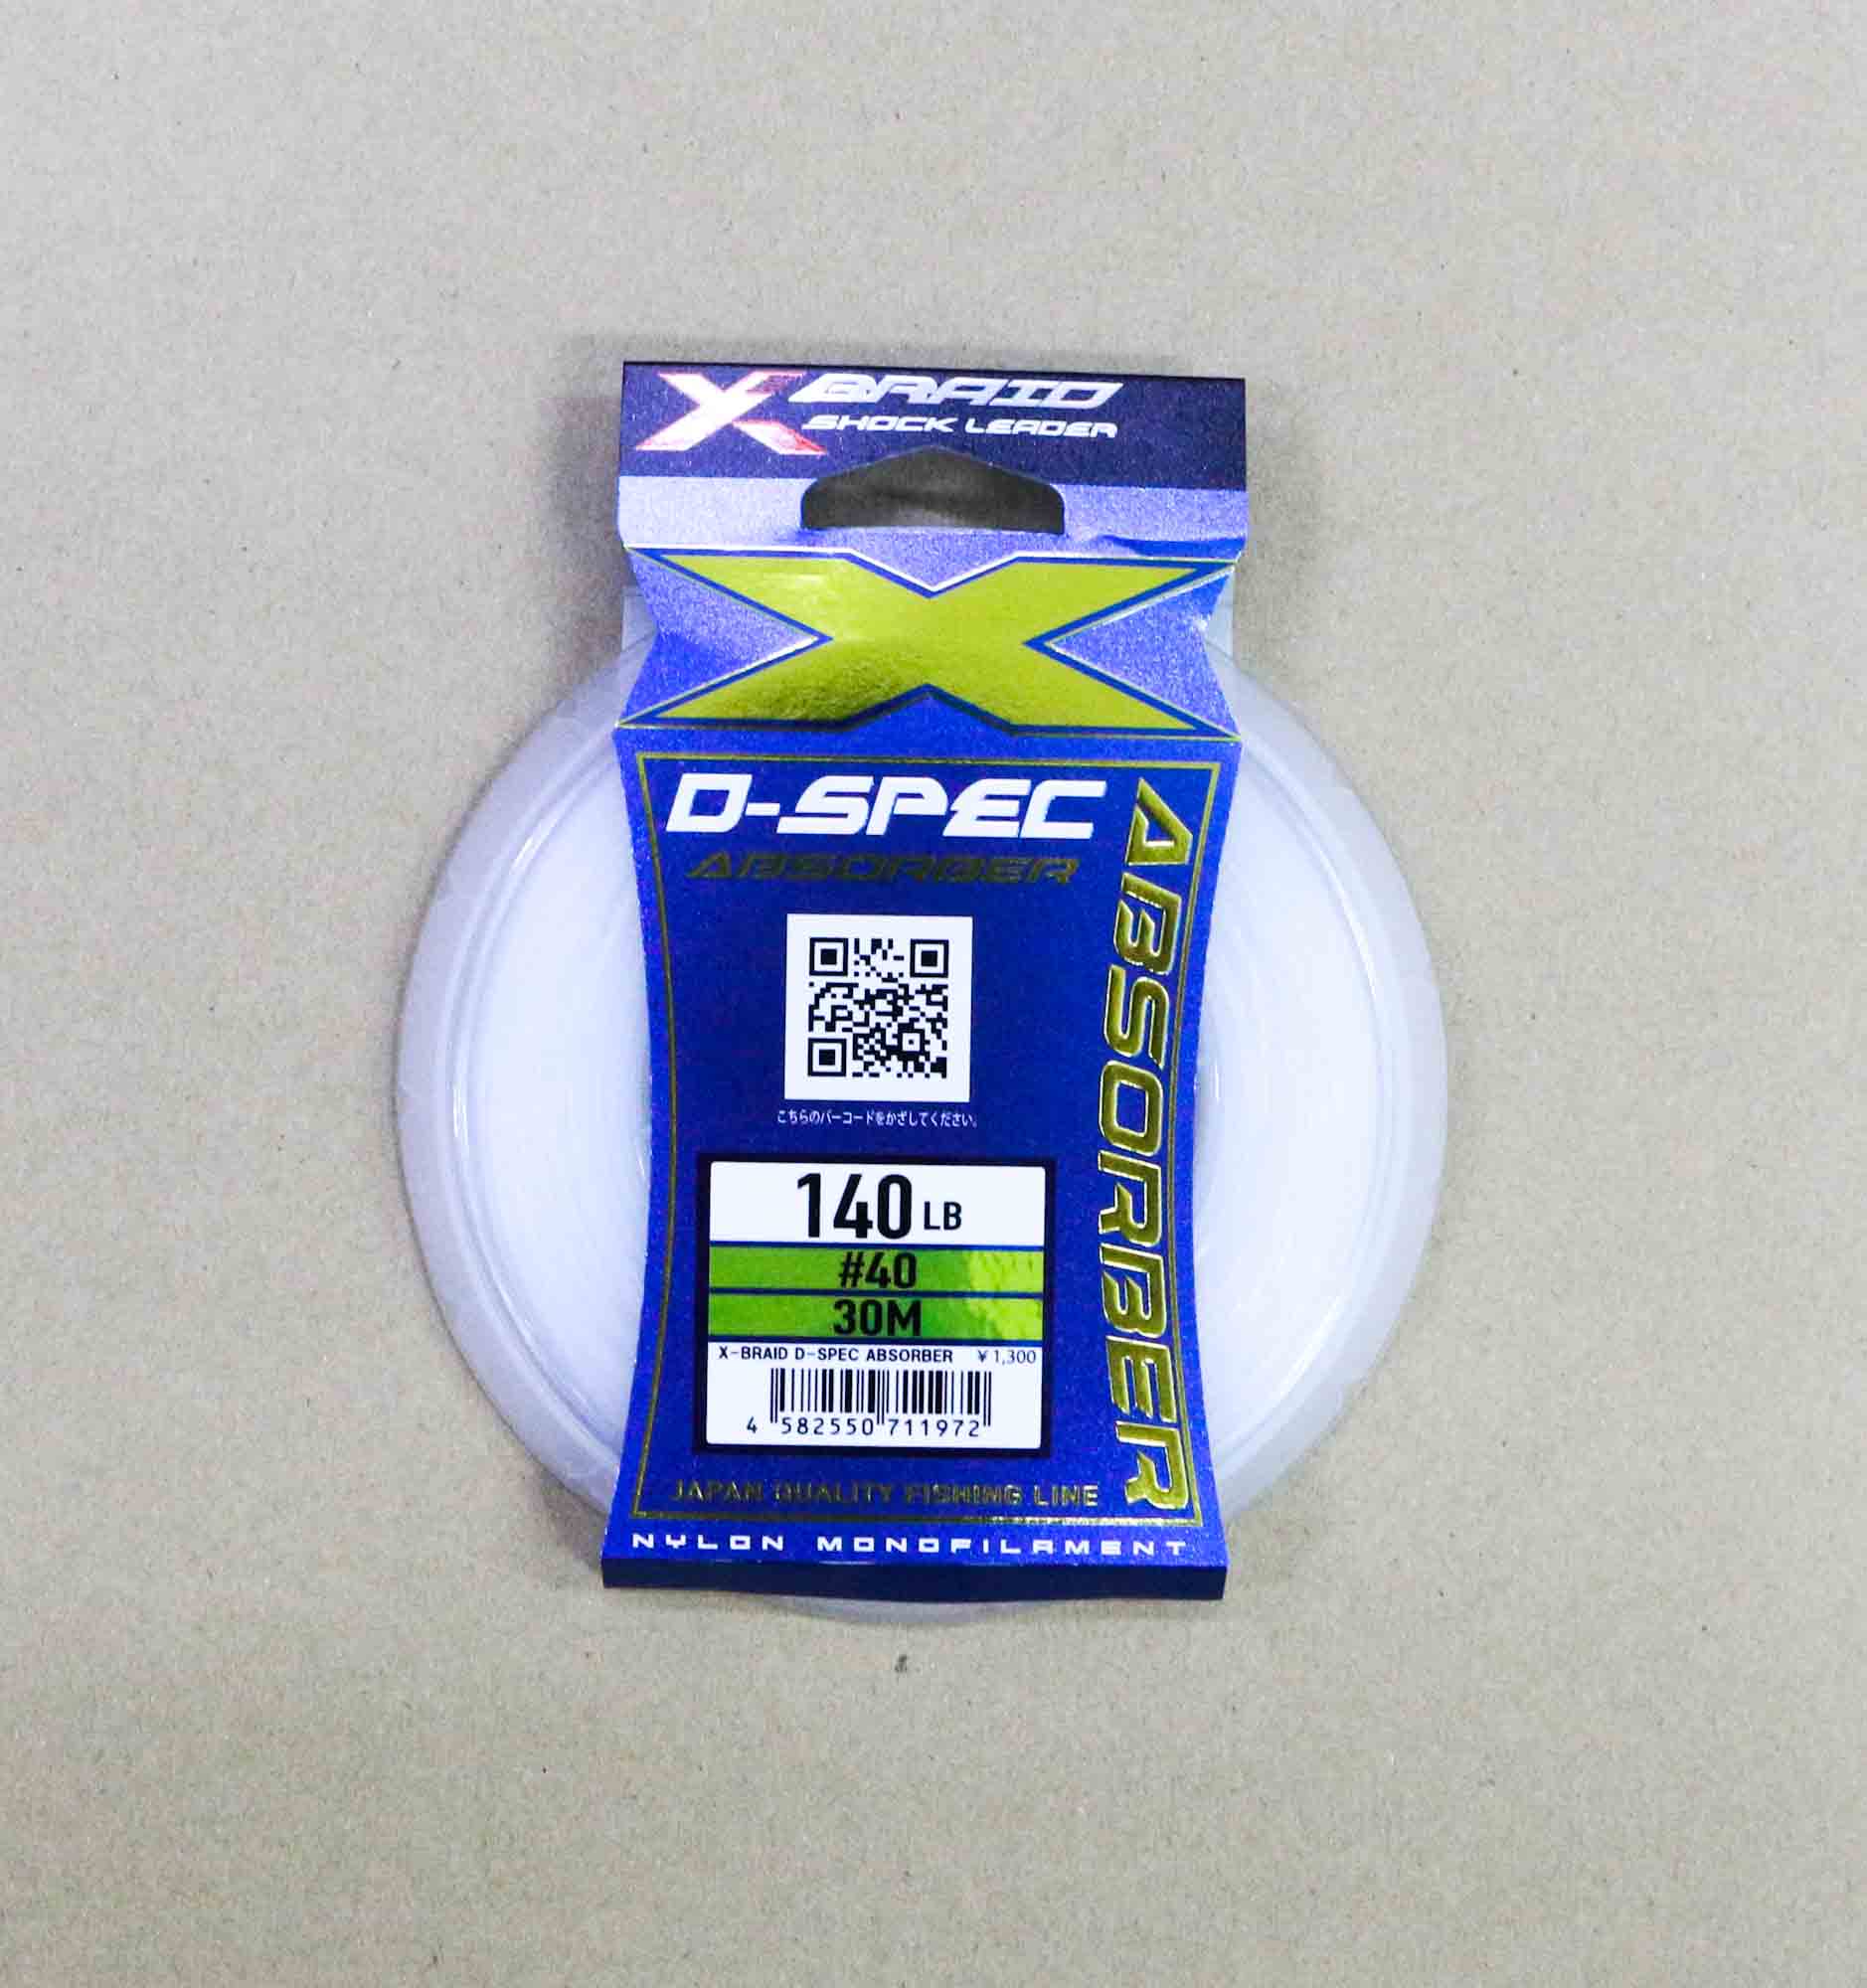 X BRAID
SHOCK LEADER
X
D-SPEC
ABSORBER
ABSORBER
こちらのバーコードをかざしてください。
140LB
#40
30M
X-BRAID D-SPEC ABSORBER ¥1,300
4 582550 711972
JAPAN QUALITY FISHING LINE
NYLON MONOFILAMENT